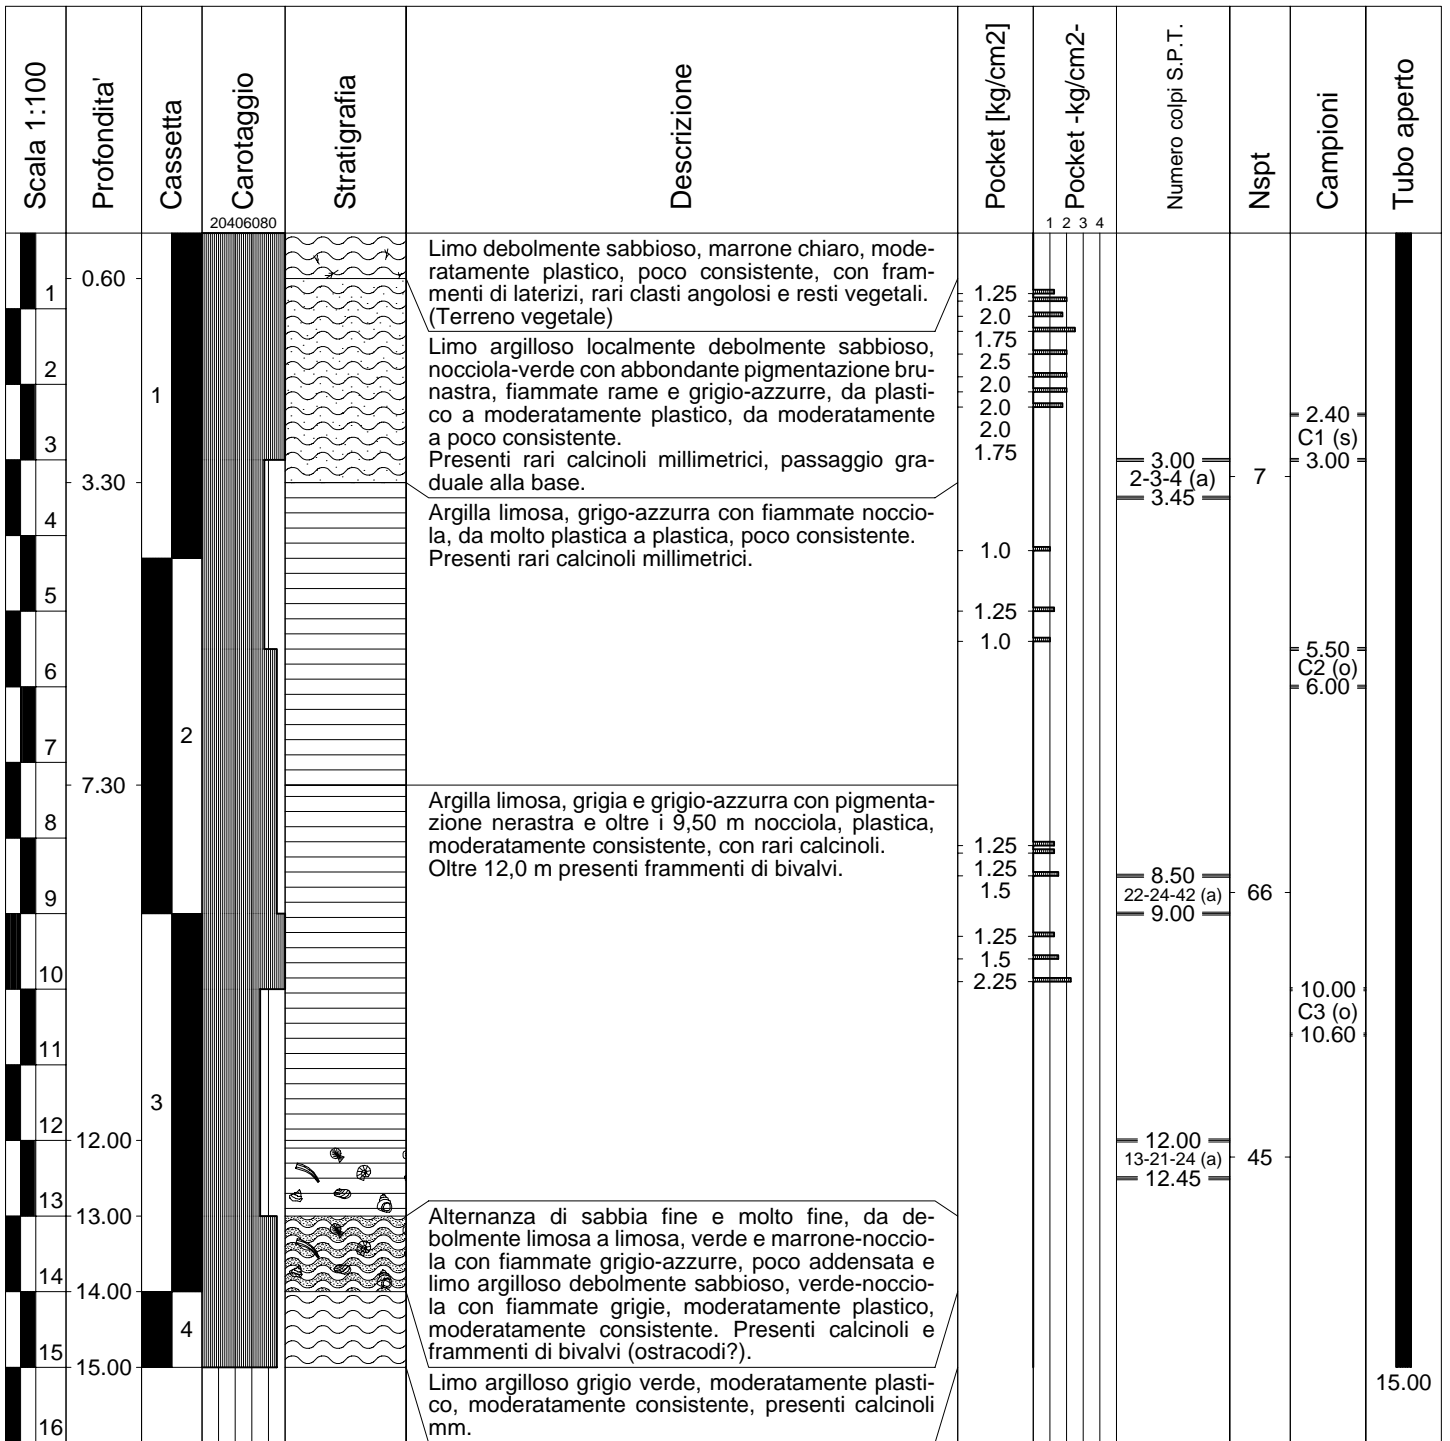 Scala 1:100
Profondita'
Cassetta
Carotaggio
20406080
Stratigrafia
Descrizione
Pocket [kg/cm2]
Pocket -kg/cm2-
1 2 3 4
Numero colpi S.P.T.
Nspt
Campioni
Tubo aperto
1
2
3
4
5
6
7
8
9
10
11
12
13
14
15
16
0.60
3.30
7.30
12.00
13.00
14.00
15.00
1
2
3
4
Limo debolmente sabbioso, marrone chiaro, mode-
ratamente plastico, poco consistente, con fram-
menti di laterizi, rari clasti angolosi e resti vegetali.
(Terreno vegetale)
Limo argilloso localmente debolmente sabbioso,
nocciola-verde con abbondante pigmentazione bru-
nastra, fiammate rame e grigio-azzurre, da plasti-
co a moderatamente plastico, da moderatamente
a poco consistente.
Presenti rari calcinoli millimetrici, passaggio gra-
duale alla base.
Argilla limosa, grigo-azzurra con fiammate noccio-
la, da molto plastica a plastica, poco consistente.
Presenti rari calcinoli millimetrici.
Argilla limosa, grigia e grigio-azzurra con pigmenta-
zione nerastra e oltre i 9,50 m nocciola, plastica,
moderatamente consistente, con rari calcinoli.
Oltre 12,0 m presenti frammenti di bivalvi.
Alternanza di sabbia fine e molto fine, da de-
bolmente limosa a limosa, verde e marrone-noccio-
la con fiammate grigio-azzurre, poco addensata e
limo argilloso debolmente sabbioso, verde-noccio-
la con fiammate grigie, moderatamente plastico,
moderatamente consistente. Presenti calcinoli e
frammenti di bivalvi (ostracodi?).
Limo argilloso grigio verde, moderatamente plasti-
co, moderatamente consistente, presenti calcinoli
mm.
1.25
2.0
1.75
2.5
2.0
2.0
2.0
1.75
1.0
1.25
1.0
1.25
1.25
1.5
1.25
1.5
2.25
3.00
2-3-4 (a)
3.45
8.50
22-24-42 (a)
9.00
12.00
13-21-24 (a)
12.45
7
66
45
2.40
C1 (s)
3.00
5.50
C2 (o)
6.00
10.00
C3 (o)
10.60
15.00